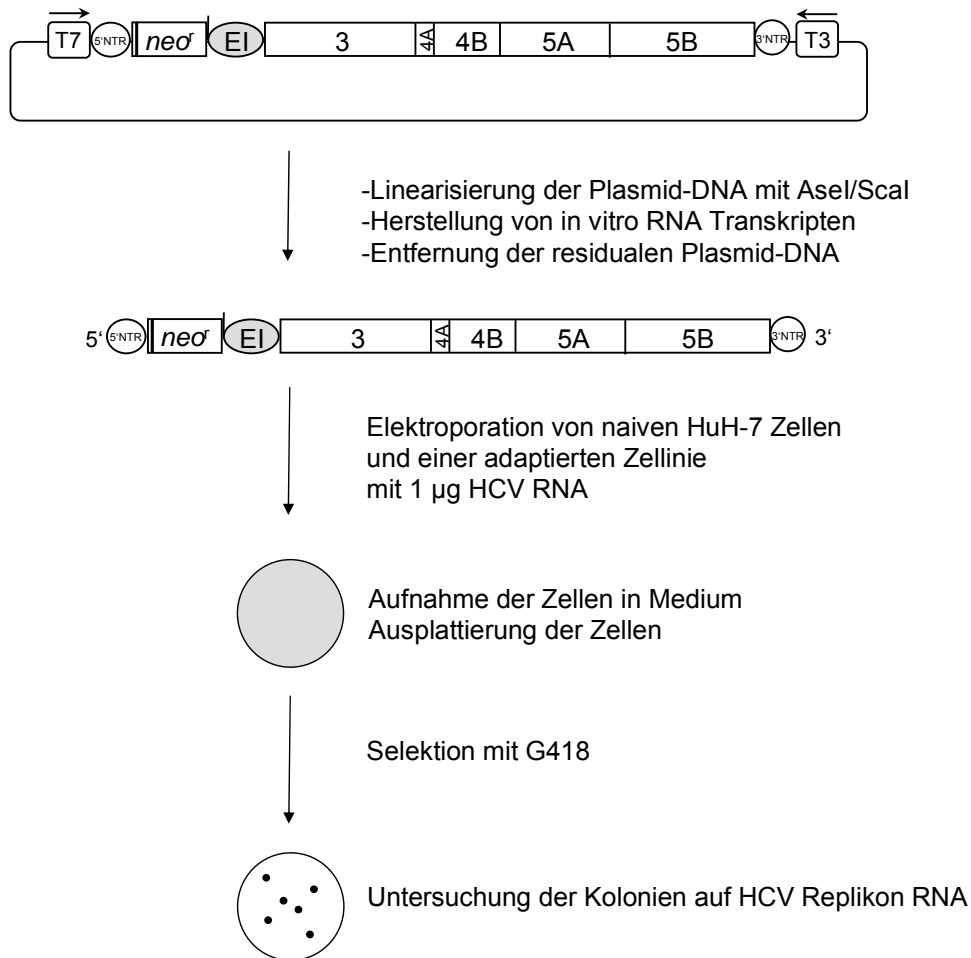 T7 5'NTR neoʳ EI 3 4A 4B 5A 5B 3'NTR T3
-Linearisierung der Plasmid-DNA mit AseI/ScaI
-Herstellung von in vitro RNA Transkripten
-Entfernung der residualen Plasmid-DNA
5‘ 5'NTR neoʳ EI 3 4A 4B 5A 5B 3'NTR 3‘
Elektroporation von naiven HuH-7 Zellen
und einer adaptierten Zellinie
mit 1 µg HCV RNA
Aufnahme der Zellen in Medium
Ausplattierung der Zellen
Selektion mit G418
Untersuchung der Kolonien auf HCV Replikon RNA